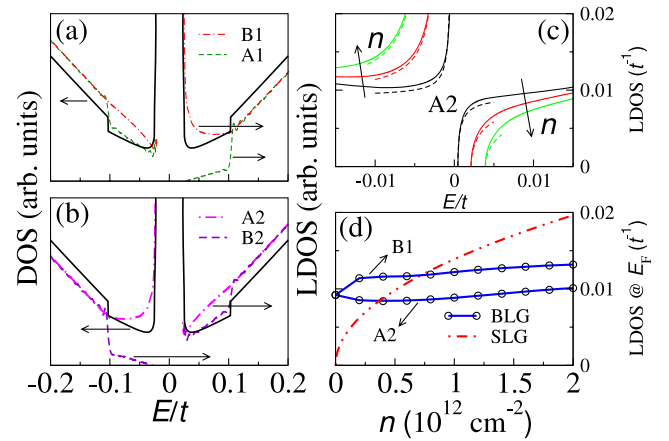 (a)
B1
A1
DOS (arb. units)
LDOS (arb. units)
(b)
A2
B2
-0.2 -0.1 0 0.1 0.2
E/t
(c)
n
A2
n
0.02
0.01
0
LDOS (t⁻¹)
-0.01 0 0.01
E/t
(d)
B1
A2
BLG
SLG
0.02
0.01
0
LDOS @ E_F (t⁻¹)
0 0.5 1 1.5 2
n (10¹² cm⁻²)